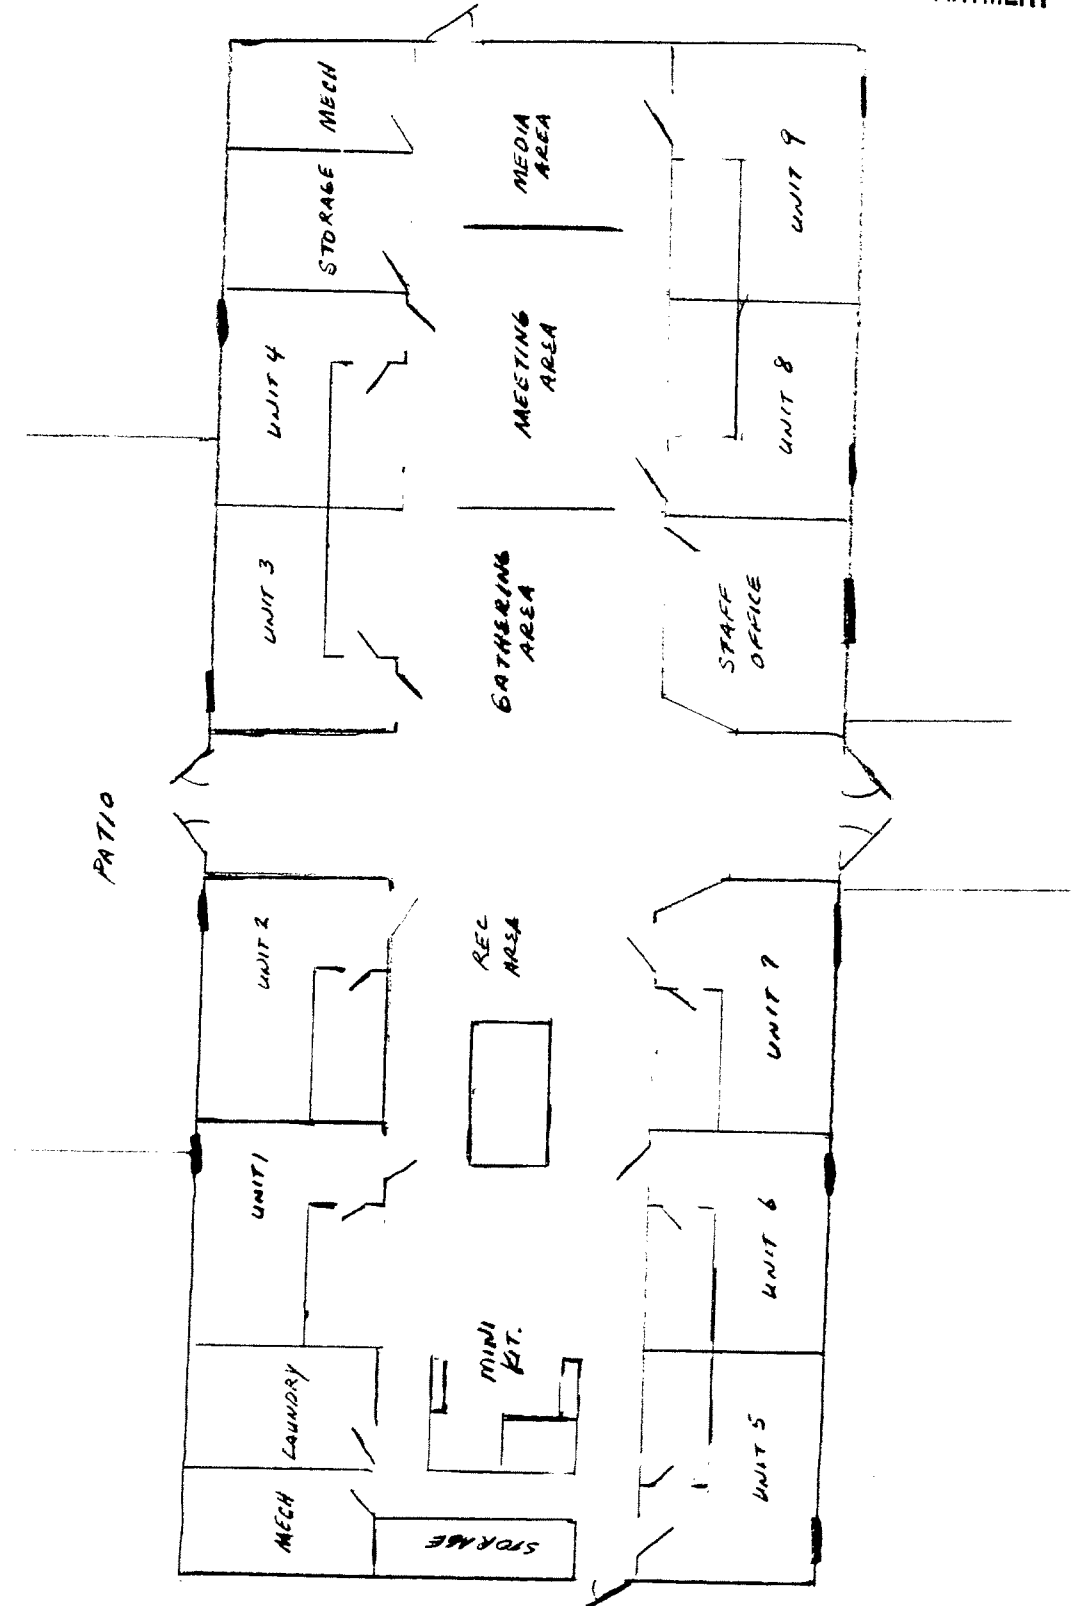 MECH
STORAGE
MEDIA
AREA
UNIT 9
UNIT 4
MEETING
AREA
UNIT 8
UNIT 3
GATHERING
AREA
STAFF
OFFICE
PATIO
UNIT 2
REC
AREA
UNIT 7
UNIT 1
UNIT 6
MINI
KIT.
LAUNDRY
UNIT 5
MECH
STORAGE